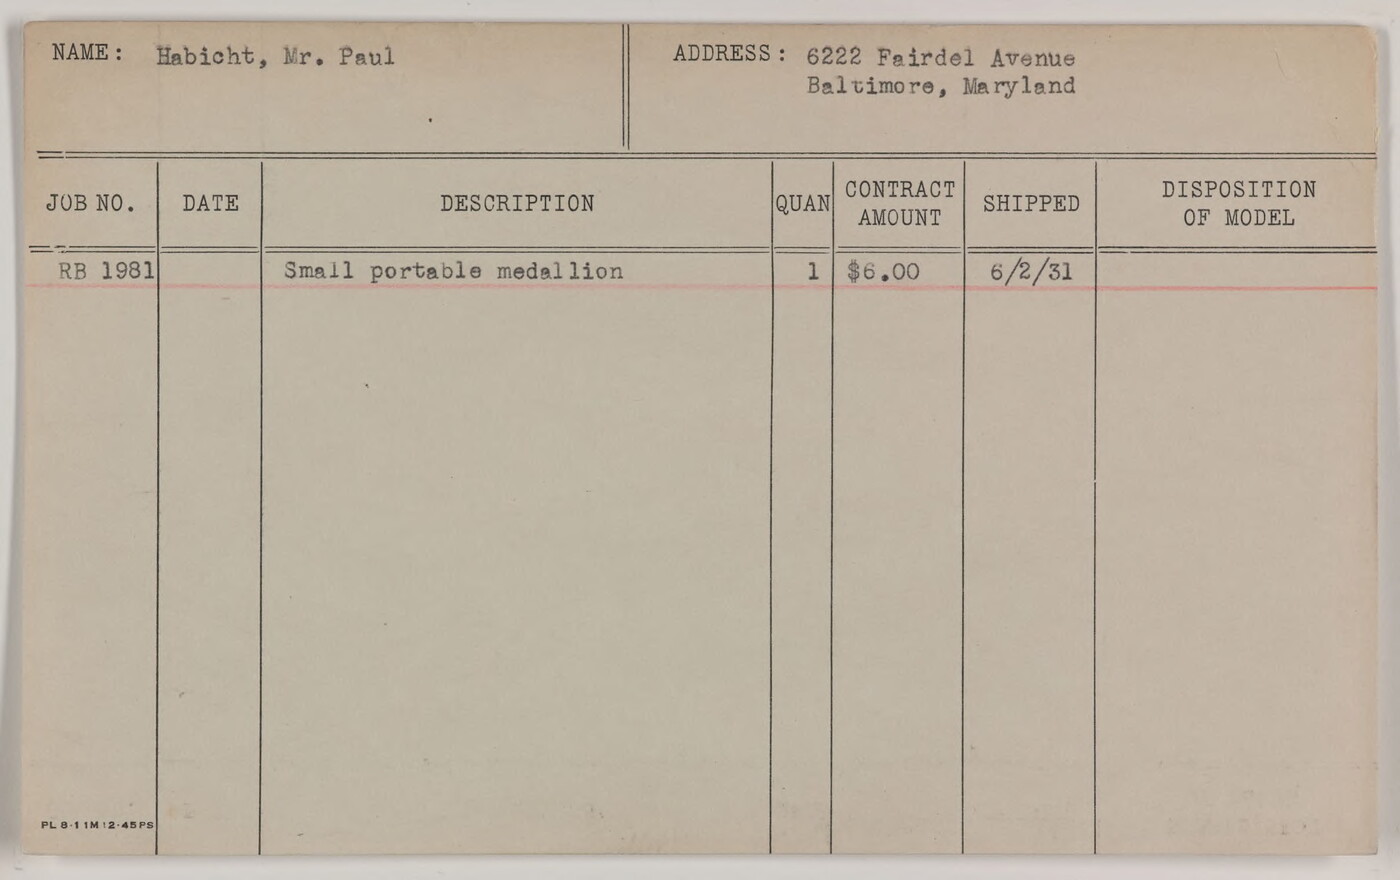 NAME: Habicht, Mr. Paul
ADDRESS: 6222 Fairdel Avenue
Baltimore, Maryland
JOB NO. DATE DESCRIPTION QUAN CONTRACT AMOUNT SHIPPED DISPOSITION OF MODEL
RB 1981 Small portable medallion 1 $6.00 6/2/31
PL 8-1 1M 12-45 PS